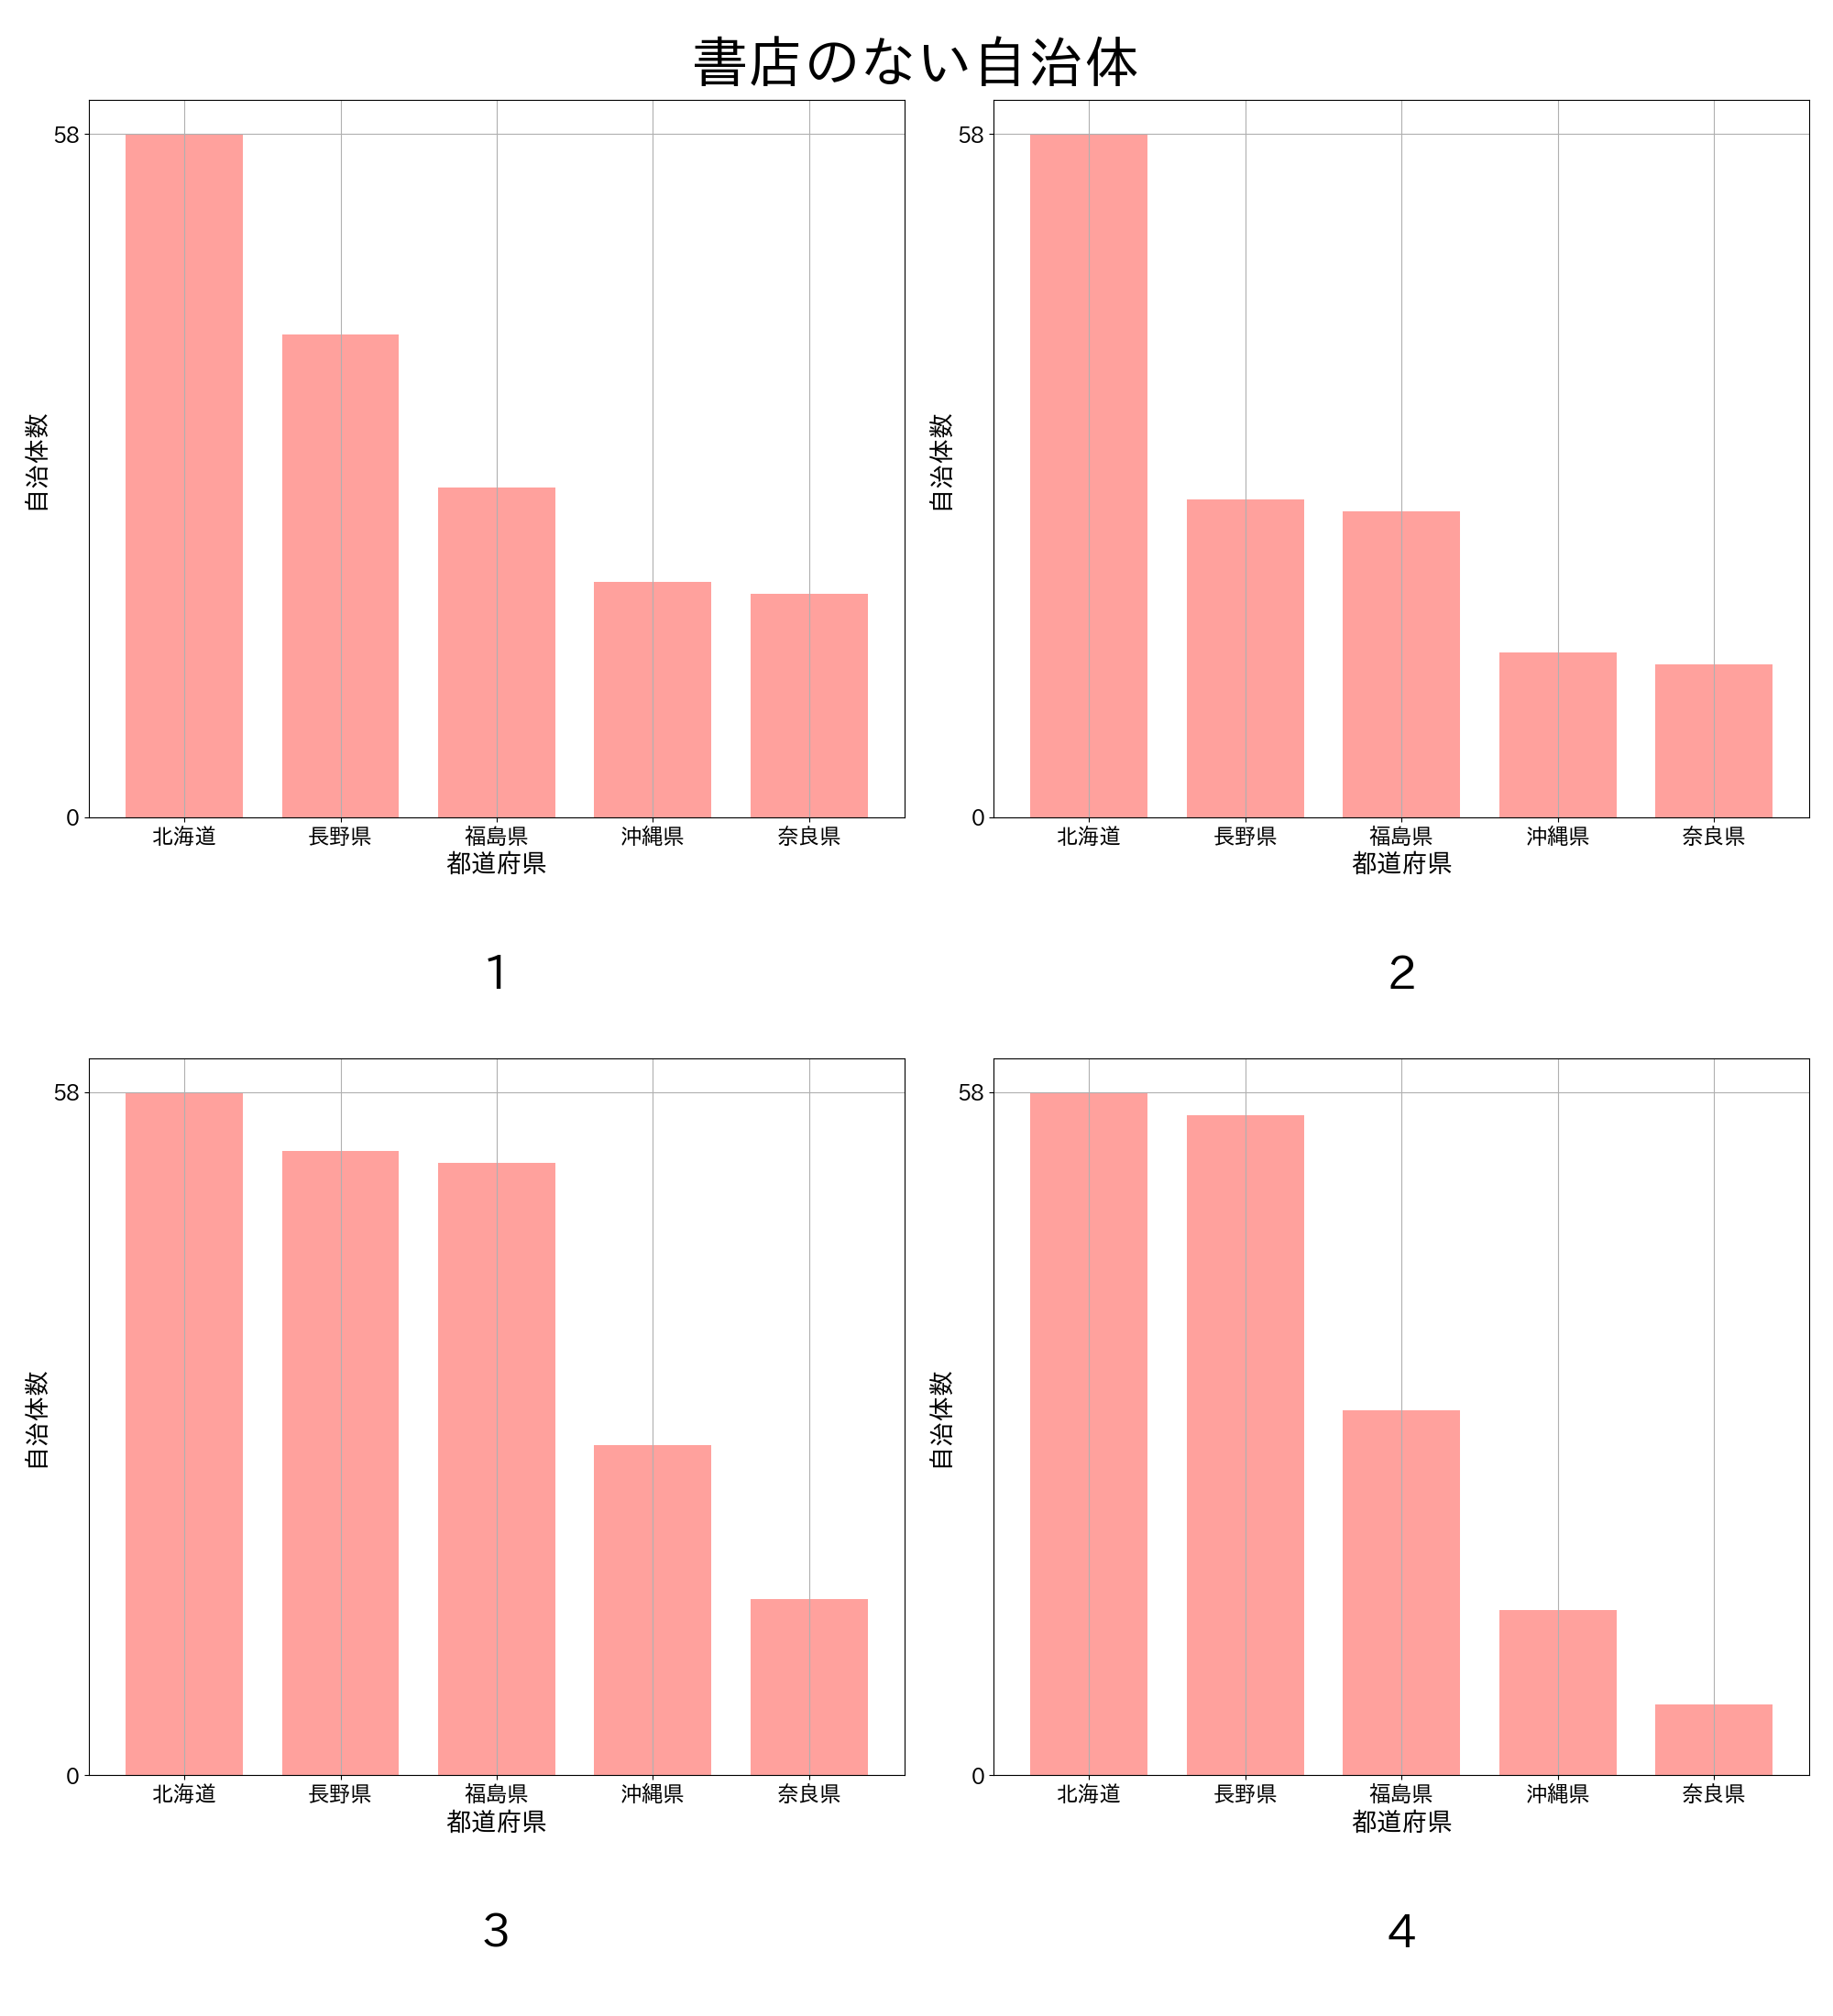 書店のない自治体
58
0
自治体数
北海道 長野県 福島県 沖縄県 奈良県
都道府県
1
58
0
自治体数
北海道 長野県 福島県 沖縄県 奈良県
都道府県
2
58
0
自治体数
北海道 長野県 福島県 沖縄県 奈良県
都道府県
3
58
0
自治体数
北海道 長野県 福島県 沖縄県 奈良県
都道府県
4